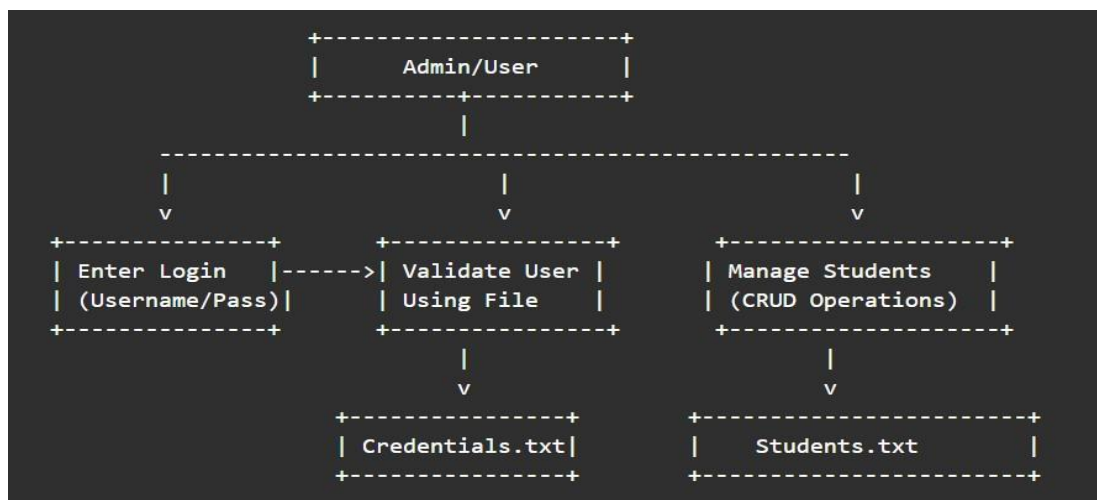 Admin/User
Enter Login
(Username/Pass)
Validate User
Using File
Manage Students
(CRUD Operations)
Credentials.txt
Students.txt